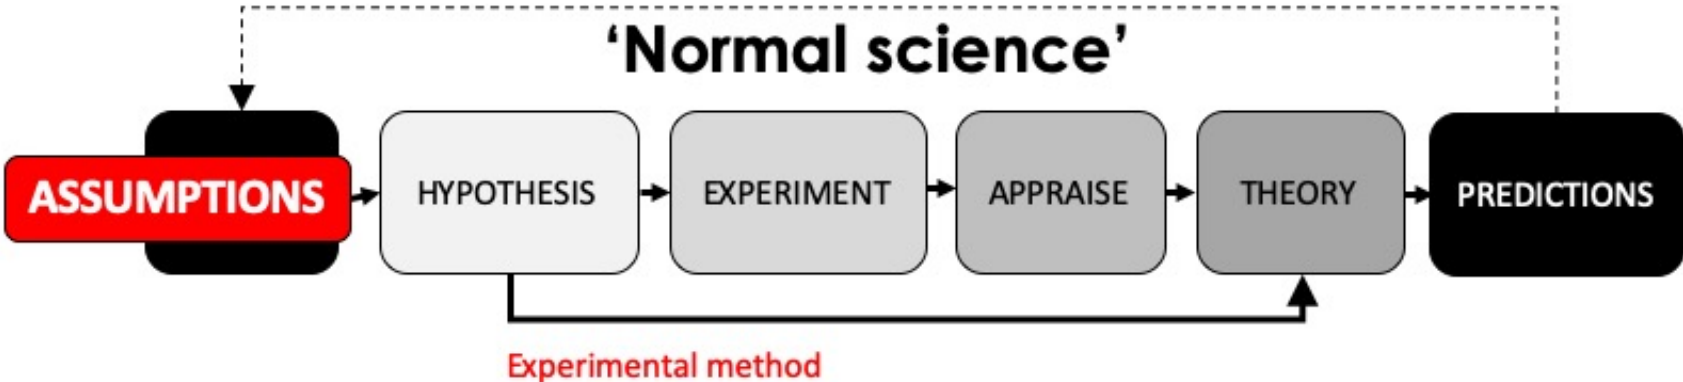 ‘Normal science’
ASSUMPTIONS
HYPOTHESIS
EXPERIMENT
APPRAISE
THEORY
PREDICTIONS
Experimental method